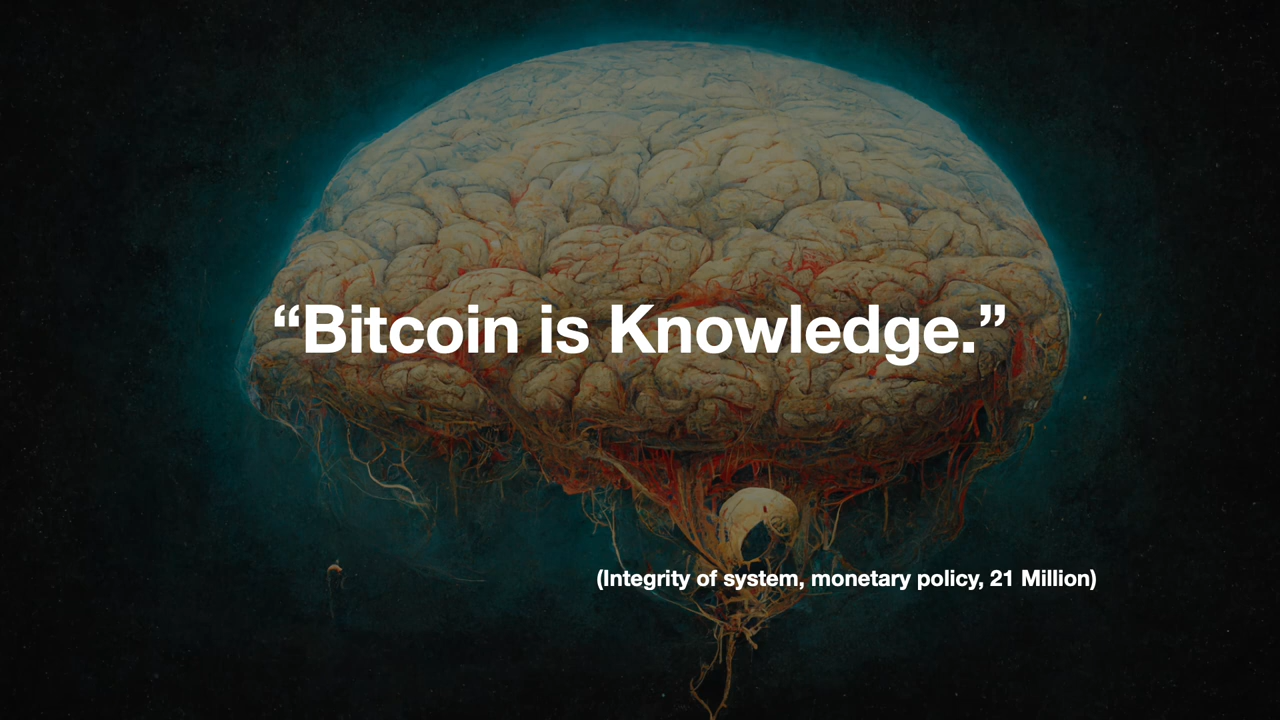 “Bitcoin is Knowledge.”
(Integrity of system, monetary policy, 21 Million)